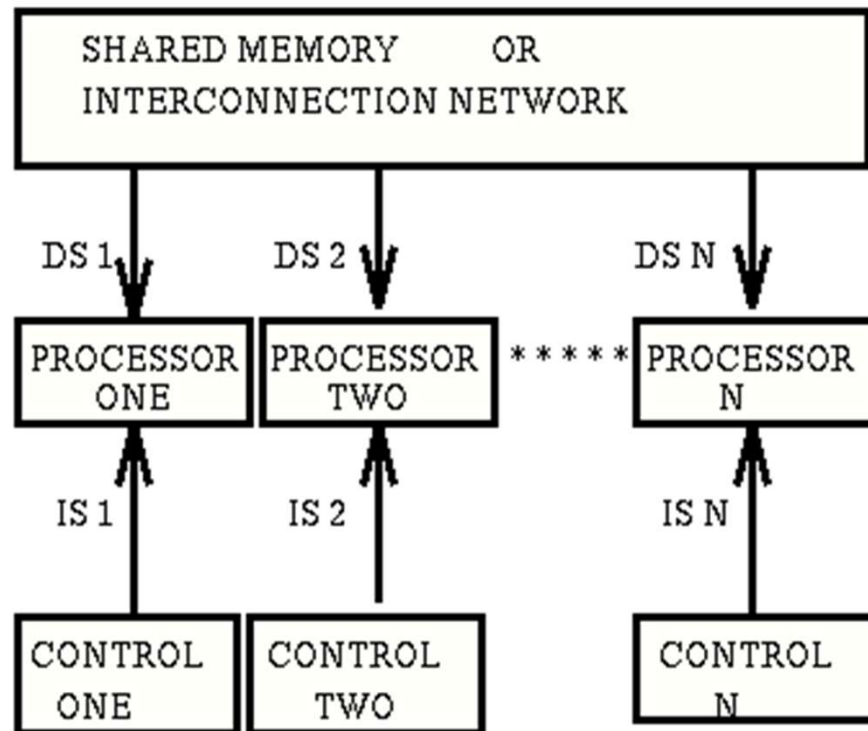 SHARED MEMORY OR
INTERCONNECTION NETWORK
DS 1 DS 2 DS N
PROCESSOR PROCESSOR ***** PROCESSOR
ONE TWO N
IS 1 IS 2 IS N
CONTROL CONTROL CONTROL
ONE TWO N